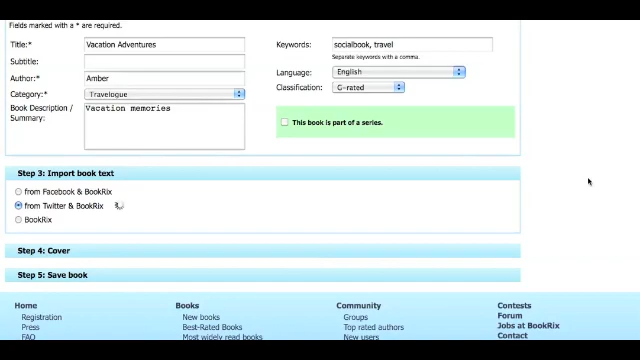 Fields marked with a * are required.
Title:* Vacation Adventures
Keywords: socialbook, travel
Separate keywords with a comma.
Subtitle:
Language: English
Author:* Amber
Classification: G-rated
Category:* Travelogue
Book Description / Summary:
Vacation memories
This book is part of a series.
Step 3: Import book text
from Facebook & BookRix
from Twitter & BookRix
BookRix
Step 4: Cover
Step 5: Save book
Home Books Community Contests
Registration New books Groups Forum
Press Best-Rated Books Top rated authors Jobs at BookRix
FAQ Most widely read books New users Contact